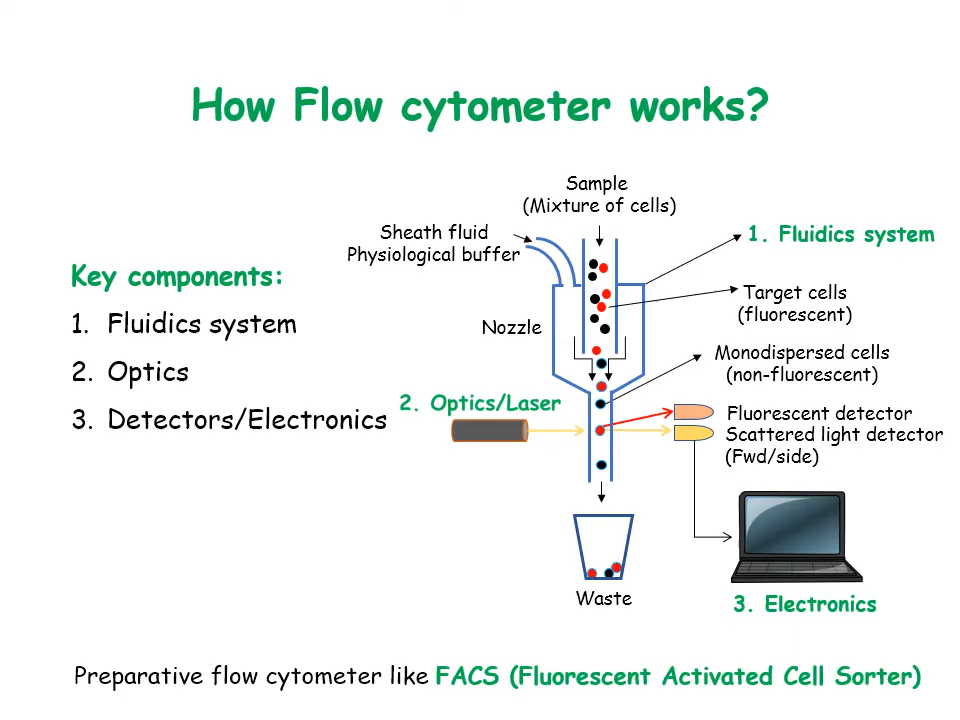 How Flow cytometer works?
Sample
(Mixture of cells)
Sheath fluid
Physiological buffer
1. Fluidics system
Key components:
1. Fluidics system
2. Optics
3. Detectors/Electronics
Target cells
(fluorescent)
Nozzle
Monodispersed cells
(non-fluorescent)
2. Optics/Laser
Fluorescent detector
Scattered light detector
(Fwd/side)
Waste
3. Electronics
Preparative flow cytometer like FACS (Fluorescent Activated Cell Sorter)